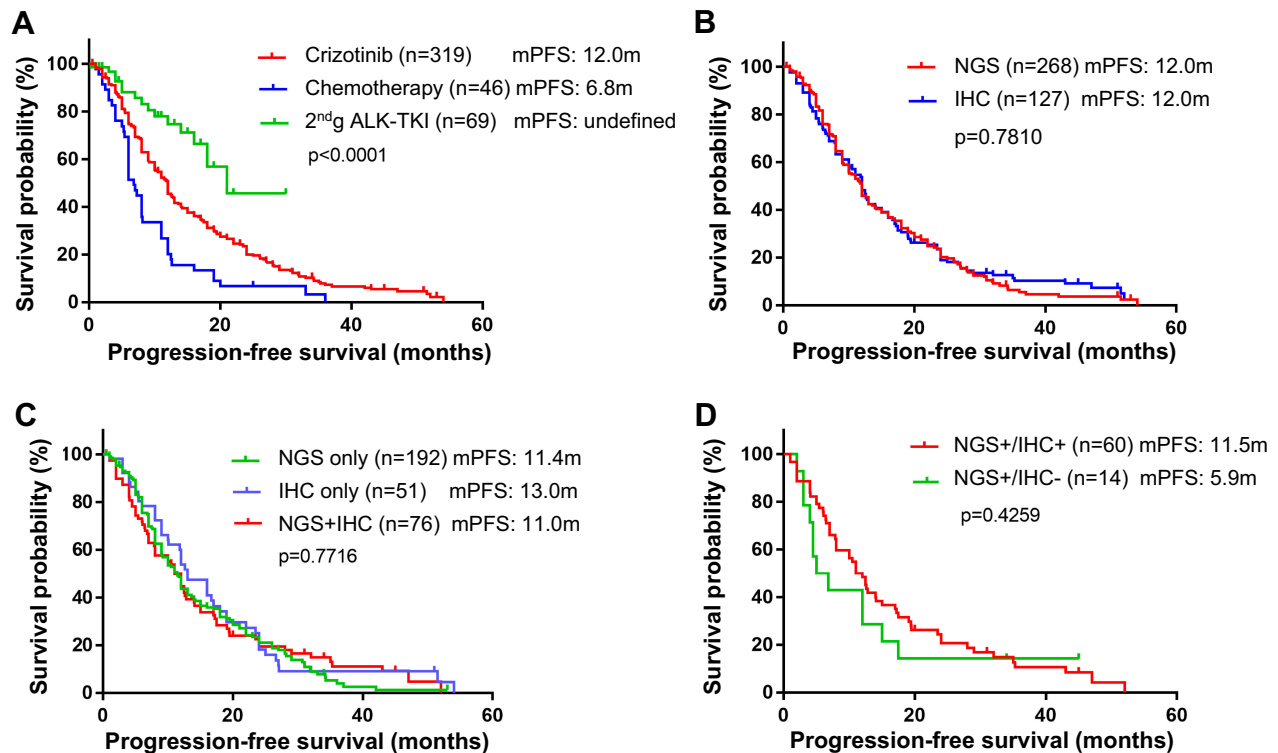 A
Crizotinib (n=319) mPFS: 12.0m
Chemotherapy (n=46) mPFS: 6.8m
2ndg ALK-TKI (n=69) mPFS: undefined
p<0.0001
Survival probability (%)
100
80
60
40
20
0
0 20 40 60
Progression-free survival (months)
B
NGS (n=268) mPFS: 12.0m
IHC (n=127) mPFS: 12.0m
p=0.7810
Survival probability (%)
100
80
60
40
20
0
0 20 40 60
Progression-free survival (months)
C
NGS only (n=192) mPFS: 11.4m
IHC only (n=51) mPFS: 13.0m
NGS+IHC (n=76) mPFS: 11.0m
p=0.7716
Survival probability (%)
100
80
60
40
20
0
0 20 40 60
Progression-free survival (months)
D
NGS+/IHC+ (n=60) mPFS: 11.5m
NGS+/IHC- (n=14) mPFS: 5.9m
p=0.4259
Survival probability (%)
100
80
60
40
20
0
0 20 40 60
Progression-free survival (months)